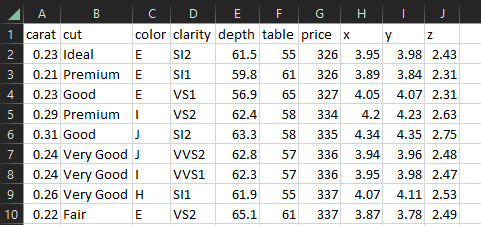 A B C D E F G H I J
1 carat cut color clarity depth table price x y z
2 0.23 Ideal E SI2 61.5 55 326 3.95 3.98 2.43
3 0.21 Premium E SI1 59.8 61 326 3.89 3.84 2.31
4 0.23 Good E VS1 56.9 65 327 4.05 4.07 2.31
5 0.29 Premium I VS2 62.4 58 334 4.2 4.23 2.63
6 0.31 Good J SI2 63.3 58 335 4.34 4.35 2.75
7 0.24 Very Good J VVS2 62.8 57 336 3.94 3.96 2.48
8 0.24 Very Good I VVS1 62.3 57 336 3.95 3.98 2.47
9 0.26 Very Good H SI1 61.9 55 337 4.07 4.11 2.53
10 0.22 Fair E VS2 65.1 61 337 3.87 3.78 2.49